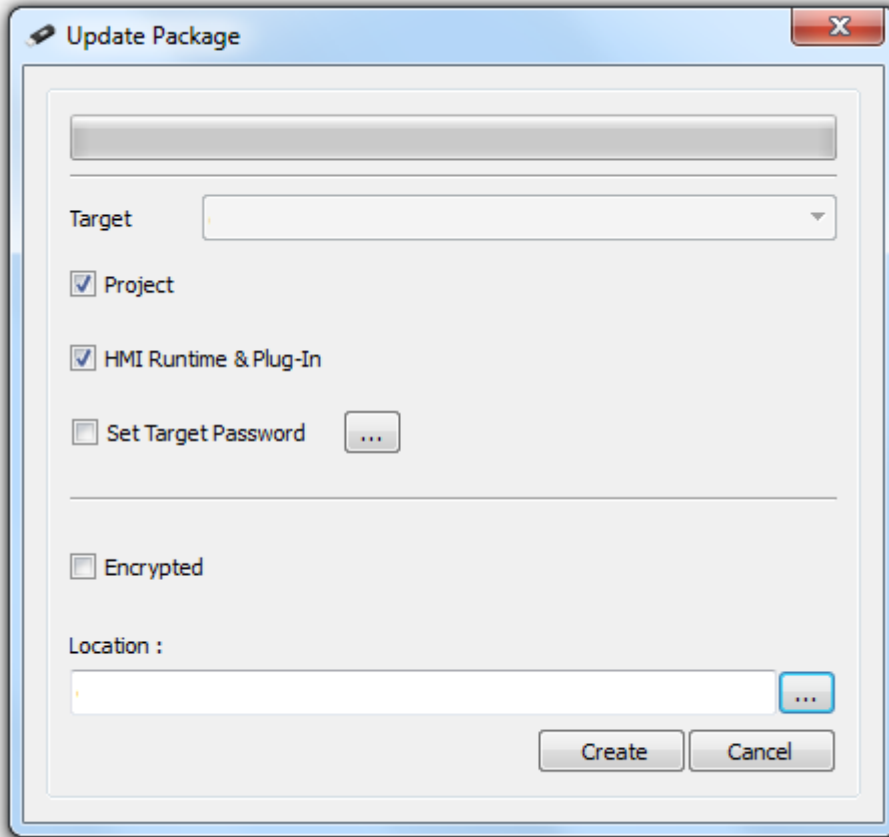 Update Package
Target
Project
HMI Runtime & Plug-In
Set Target Password ...
Encrypted
Location :
...
Create Cancel